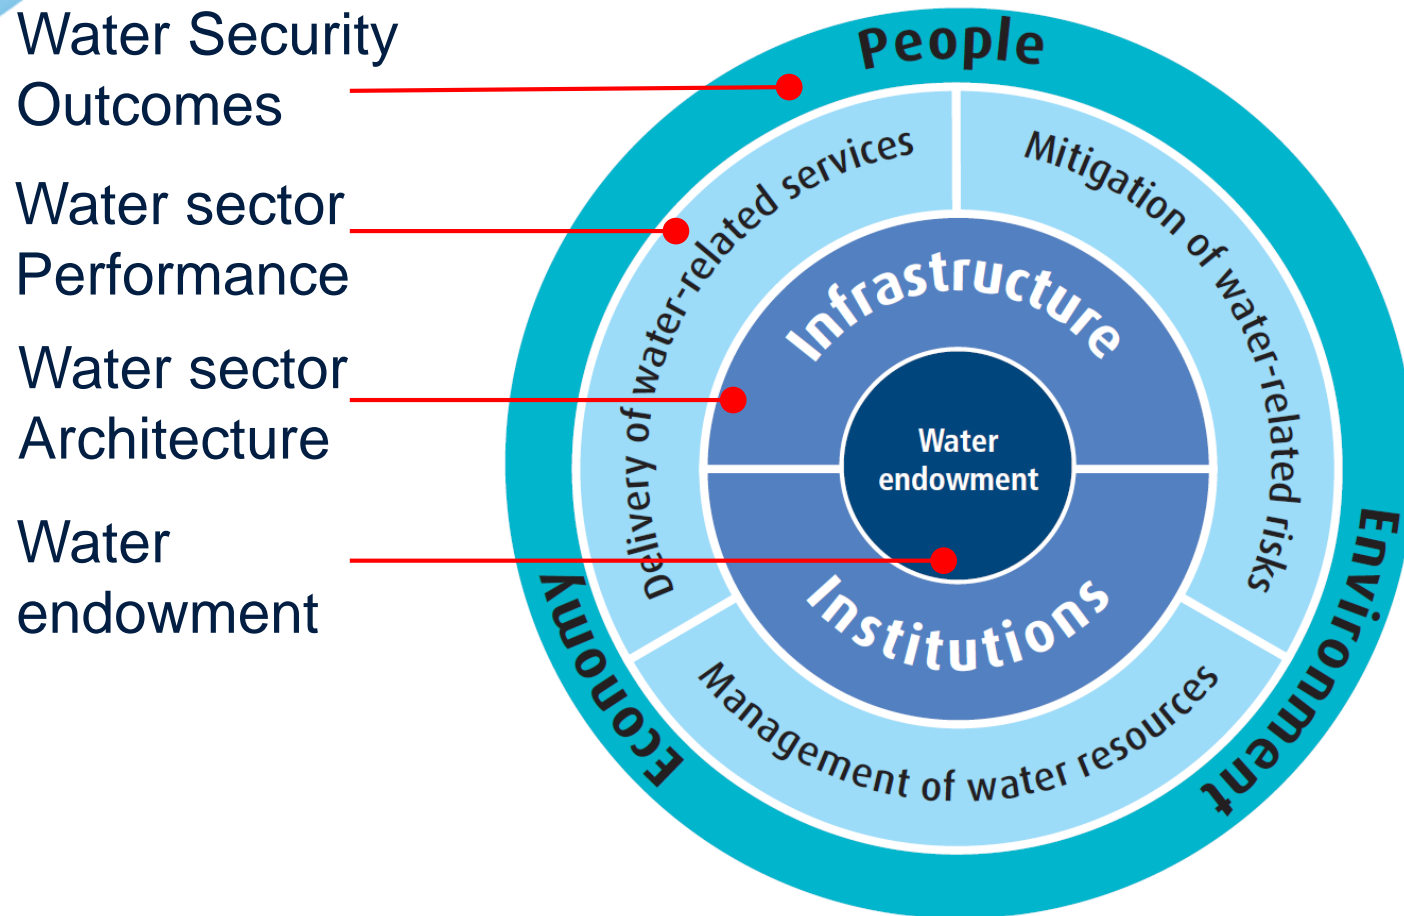 Water Security
Outcomes
Water sector
Performance
Water sector
Architecture
Water
endowment
People
Environment
Economy
Delivery of water-related services
Mitigation of water-related risks
Management of water resources
Infrastructure
Institutions
Water
endowment